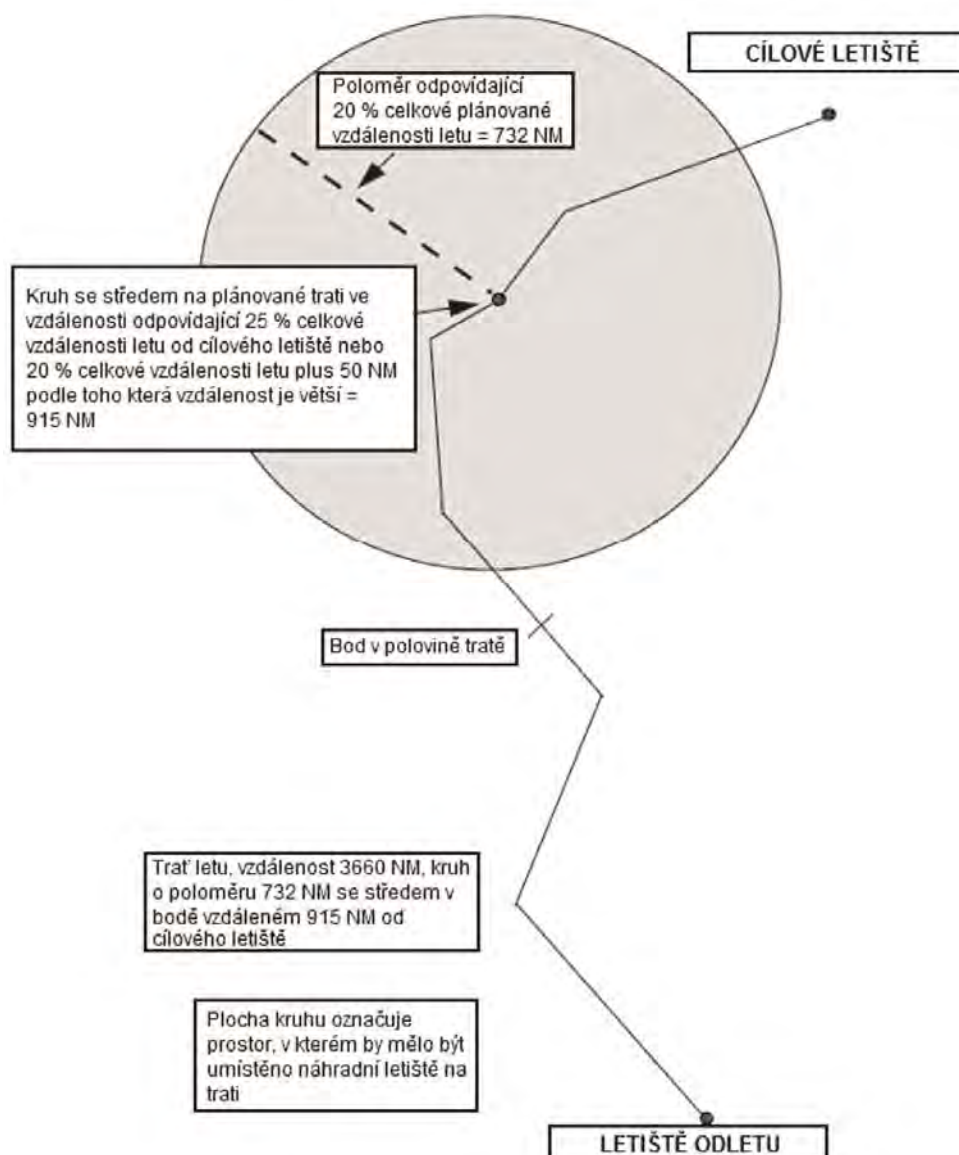 CÍLOVÉ LETIŠTĚ
Poloměr odpovídající
20 % celkové plánované
vzdálenosti letu = 732 NM
Kruh se středem na plánované trati ve
vzdálenosti odpovídající 25 % celkové
vzdálenosti letu od cílového letiště nebo
20 % celkové vzdálenosti letu plus 50 NM
podle toho která vzdálenost je větší =
915 NM
Bod v polovině tratě
Trať letu, vzdálenost 3660 NM, kruh
o poloměru 732 NM se středem v
bodě vzdáleném 915 NM od
cílového letiště
Plocha kruhu označuje
prostor, v kterém by mělo být
umístěno náhradní letiště na
trati
LETIŠTĚ ODLETU